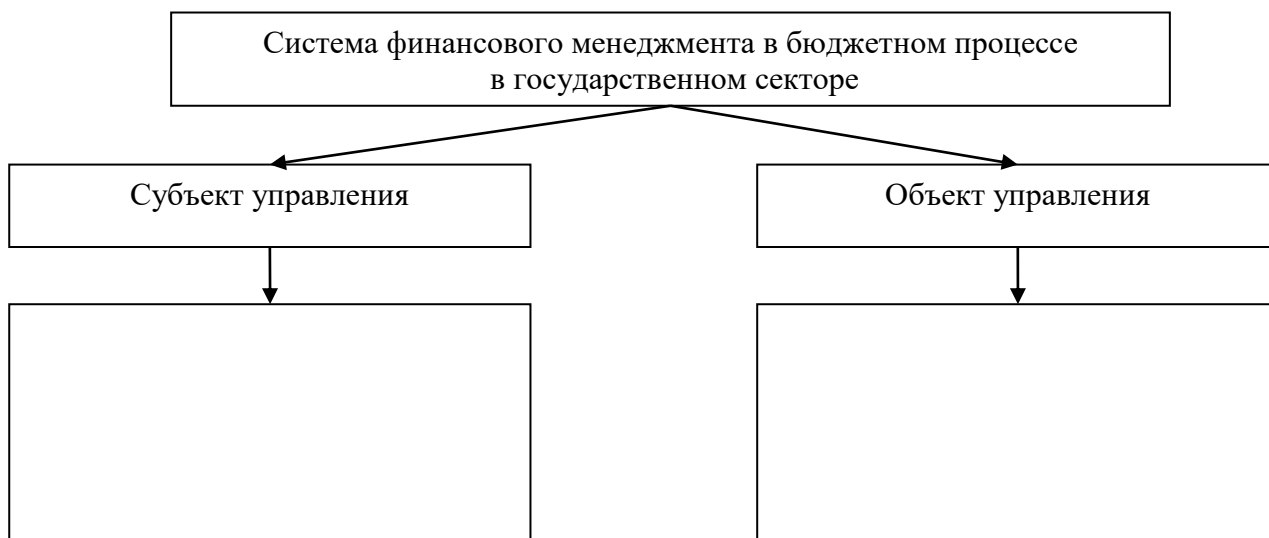 Система финансового менеджмента в бюджетном процессе
в государственном секторе
Субъект управления
Объект управления